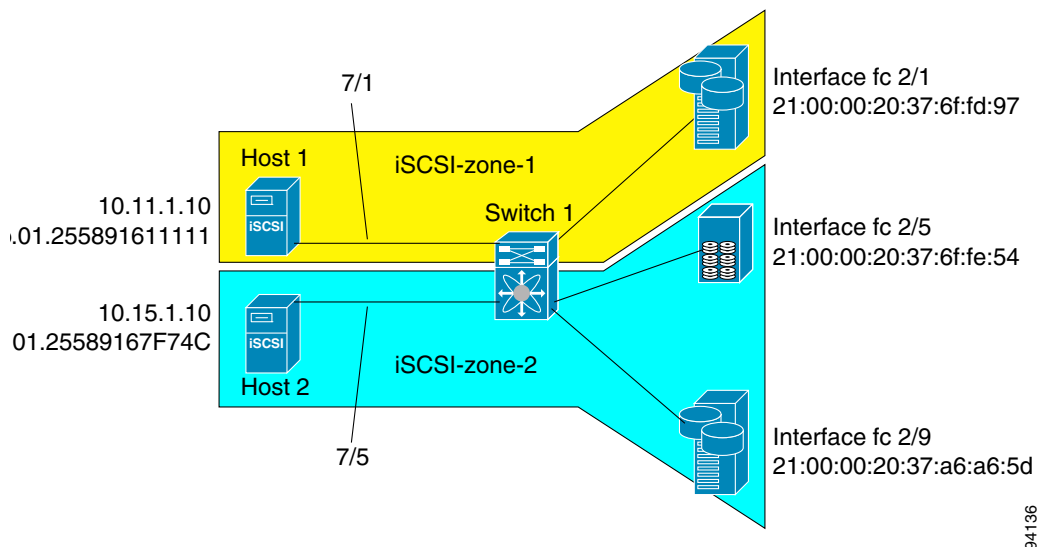 7/1
Interface fc 2/1
21:00:00:20:37:6f:fd:97
Host 1
iSCSI-zone-1
10.11.1.10
.01.255891611111
iSCSI
Switch 1
Interface fc 2/5
21:00:00:20:37:6f:fe:54
10.15.1.10
01.25589167F74C
iSCSI
Host 2
iSCSI-zone-2
7/5
Interface fc 2/9
21:00:00:20:37:a6:a6:5d
94136